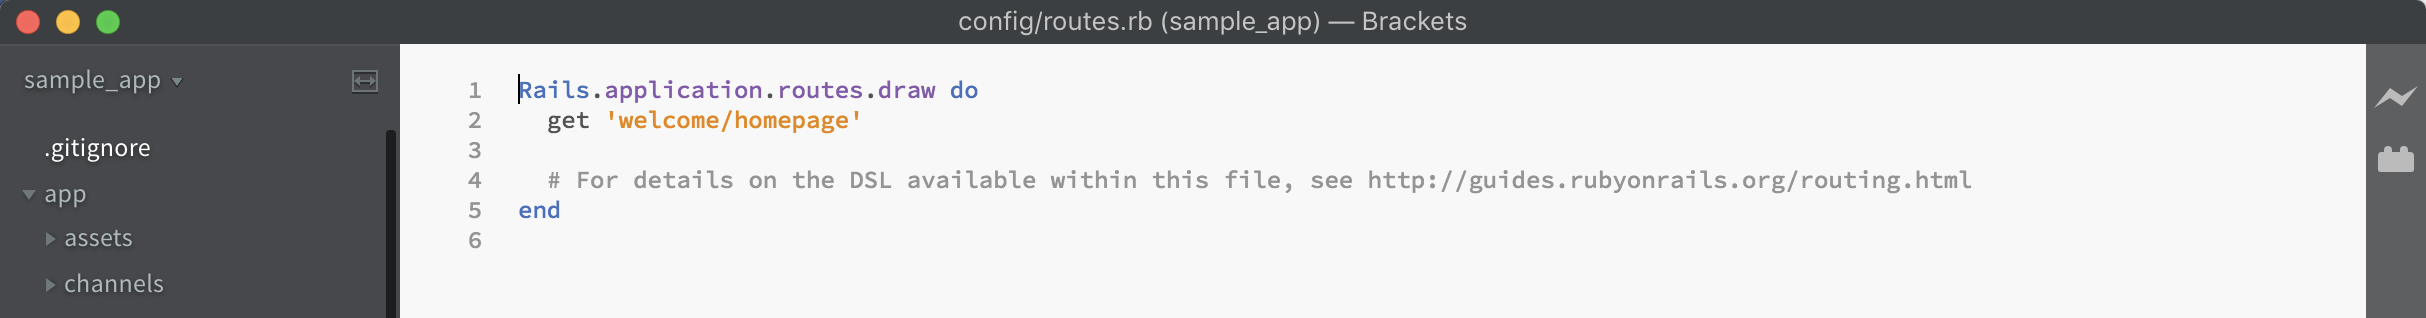 config/routes.rb (sample_app) — Brackets
sample_app
.gitignore
app
assets
channels
1 Rails.application.routes.draw do
2   get 'welcome/homepage'
3
4   # For details on the DSL available within this file, see http://guides.rubyonrails.org/routing.html
5 end
6